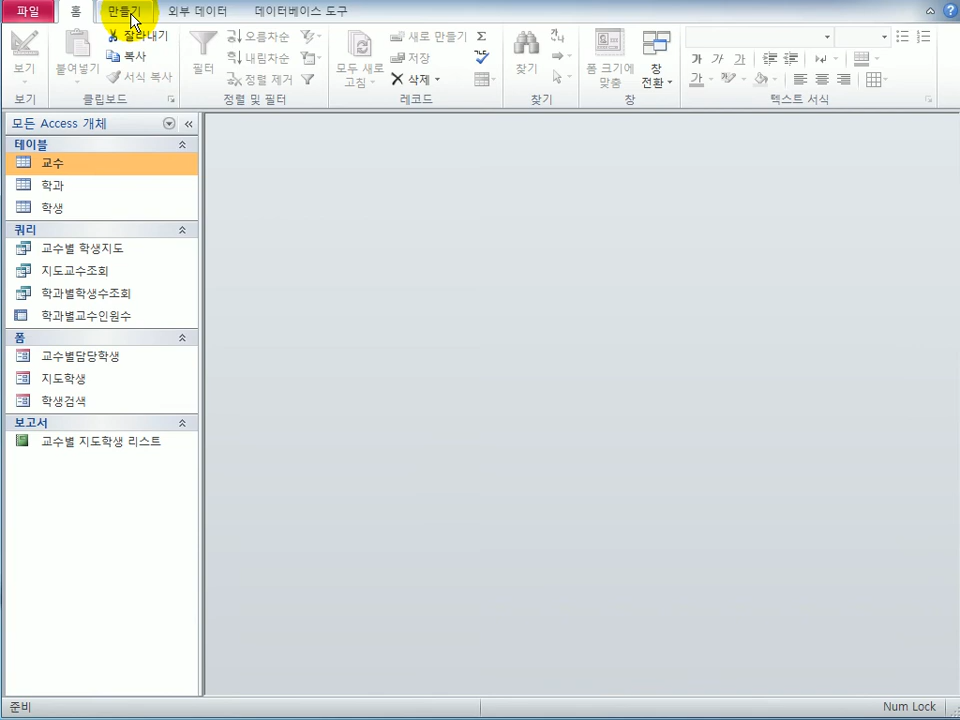 파일 홈 만들기 외부 데이터 데이터베이스 도구
보기 붙여넣기 잘라내기 복사 서식 복사
필터 오름차순 내림차순 정렬 제거
모두 새로 고침 새로 만들기 저장 삭제
찾기 폼 크기에 맞춤 창 전환
가 가 가 가
보기 클립보드 정렬 및 필터 레코드 찾기 창 텍스트 서식
모든 Access 개체
테이블
교수
학과
학생
쿼리
교수별 학생지도
지도교수조회
학과별학생수조회
학과별교수인원수
폼
교수별담당학생
지도학생
학생검색
보고서
교수별 지도학생 리스트
준비 Num Lock